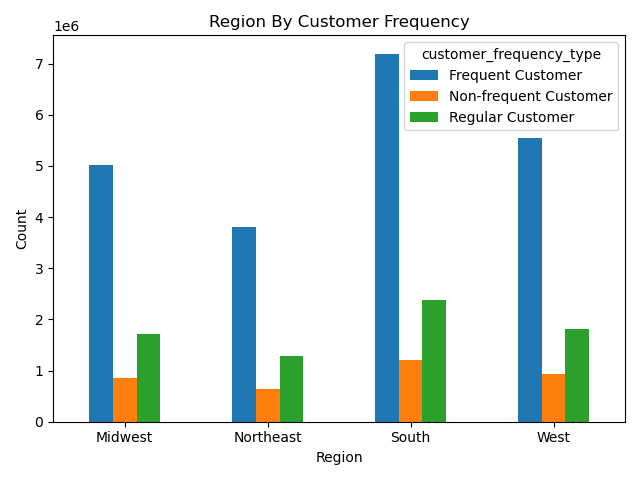 Region By Customer Frequency
1e6
customer_frequency_type
Frequent Customer
Non-frequent Customer
Regular Customer
7
6
5
4
3
2
1
0
Count
Midwest
Northeast
South
West
Region